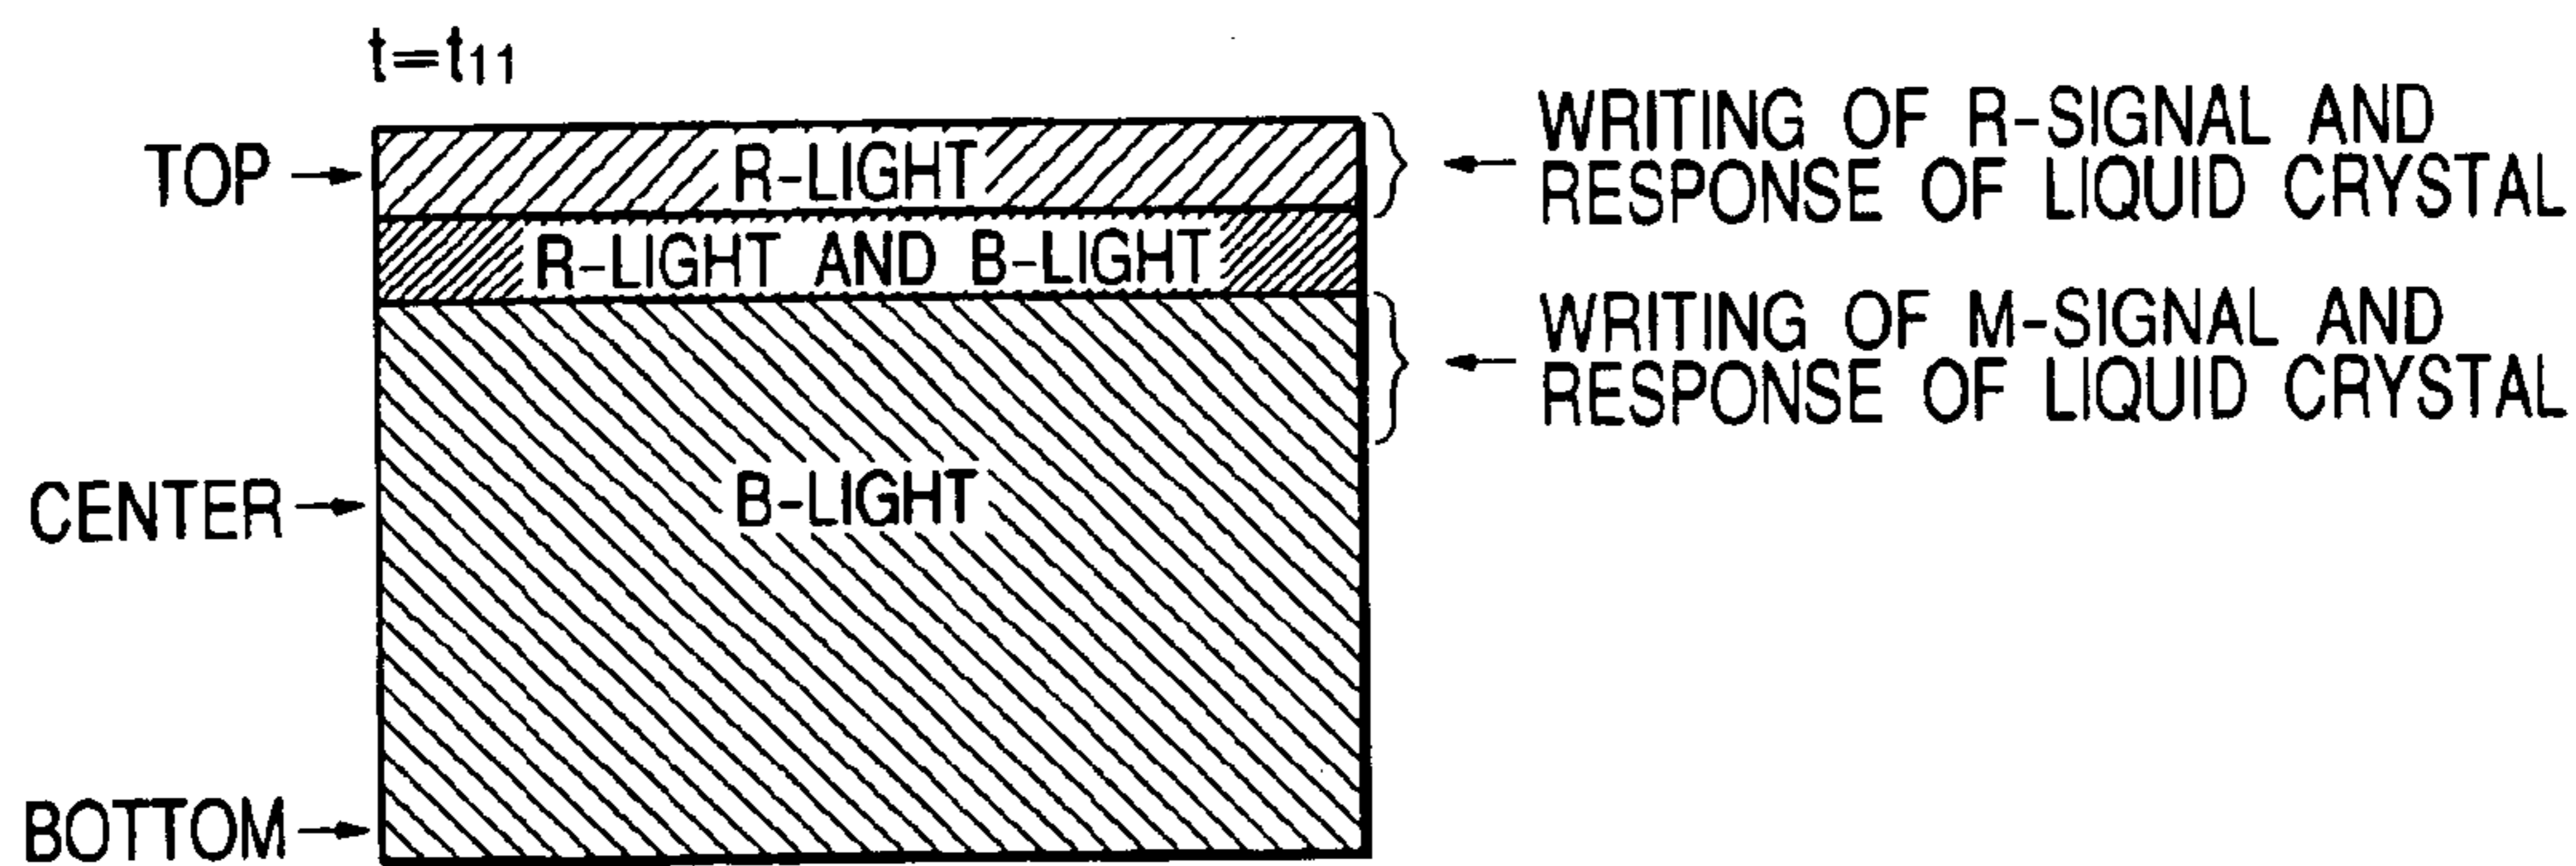 t=t11
TOP
R-LIGHT
WRITING OF R-SIGNAL AND
RESPONSE OF LIQUID CRYSTAL
R-LIGHT AND B-LIGHT
WRITING OF M-SIGNAL AND
RESPONSE OF LIQUID CRYSTAL
CENTER
B-LIGHT
BOTTOM